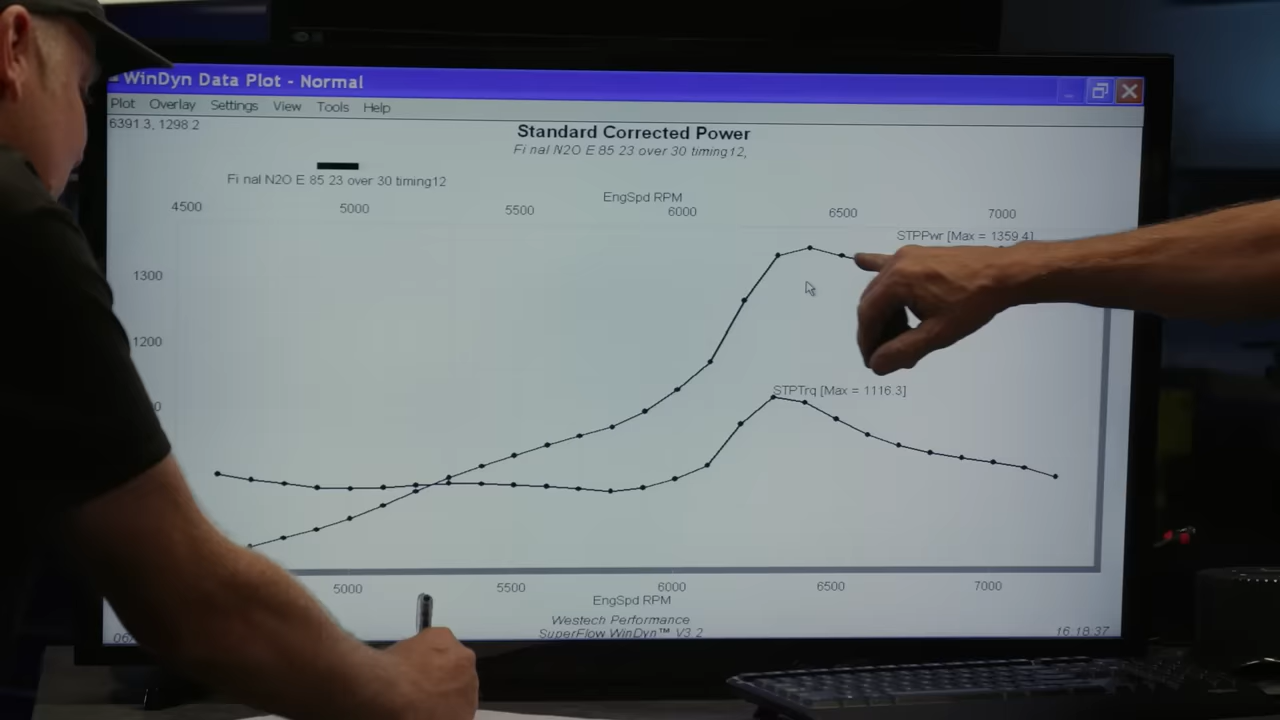 WinDyn Data Plot - Normal
Plot Overlay Settings View Tools Help
6391.3, 1298.2
Standard Corrected Power
Fi nal N2O E 85 23 over 30 timing12,
Fi nal N2O E 85 23 over 30 timing12
EngSpd RPM
4500 5000 5500 6000 6500 7000
STPPwr [Max = 1359.4]
1300
1200
STPTrq [Max = 1116.3]
5000 5500 6000 6500 7000
EngSpd RPM
Westech Performance
SuperFlow WinDyn™ V3.2
16:18:37